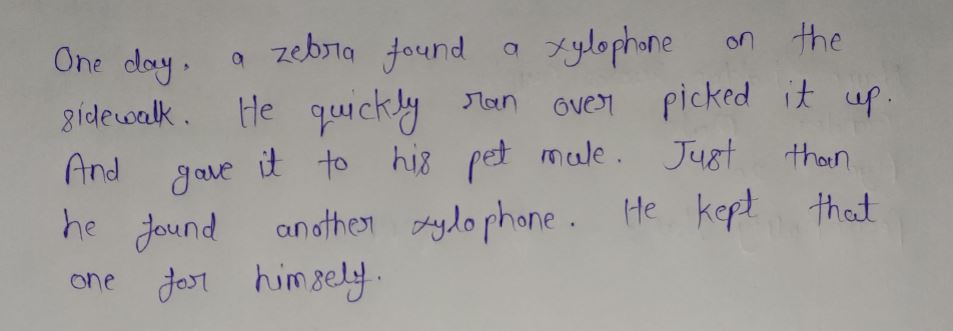 One day, a zebra found a xylophone on the
sidewalk. He quickly ran over picked it up.
And gave it to his pet mule. Just than
he found another xylophone. He kept that
one for himself.